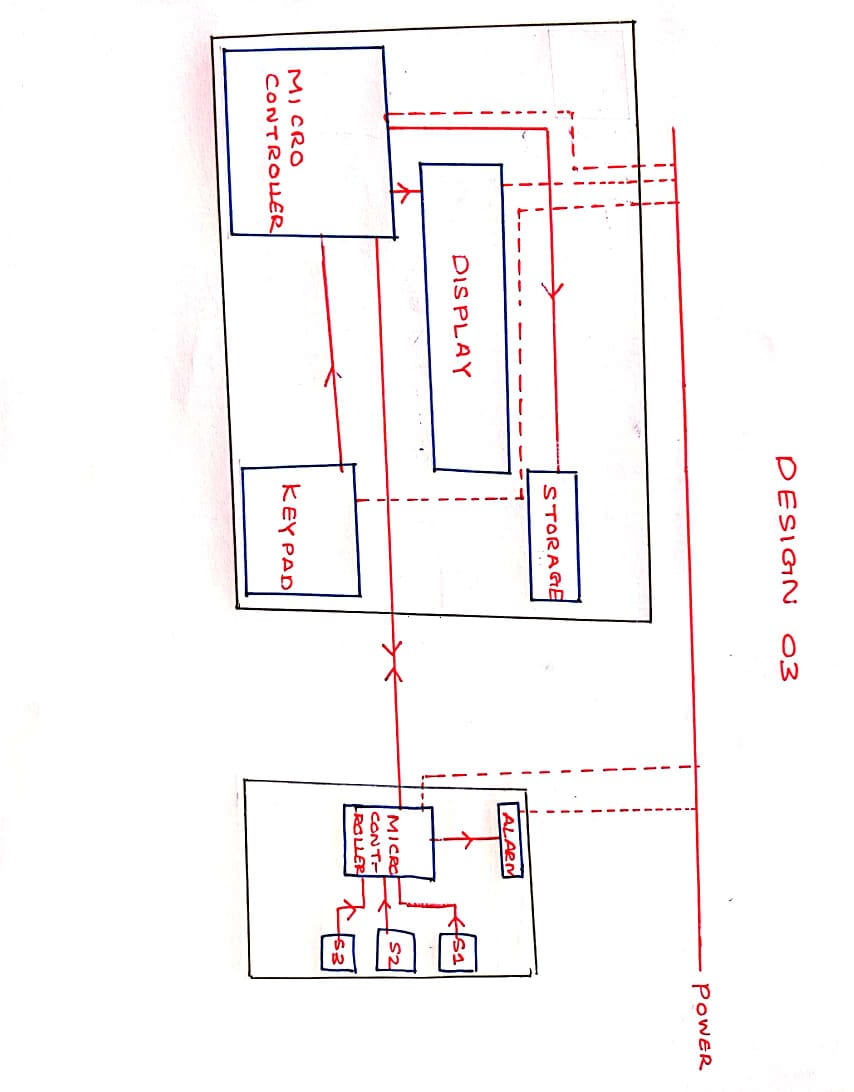 DESIGN 03
POWER
MICRO
CONTROLLER
DISPLAY
STORAGE
KEYPAD
ALARM
MICRO
CONT-
ROLLER
S1
S2
S3